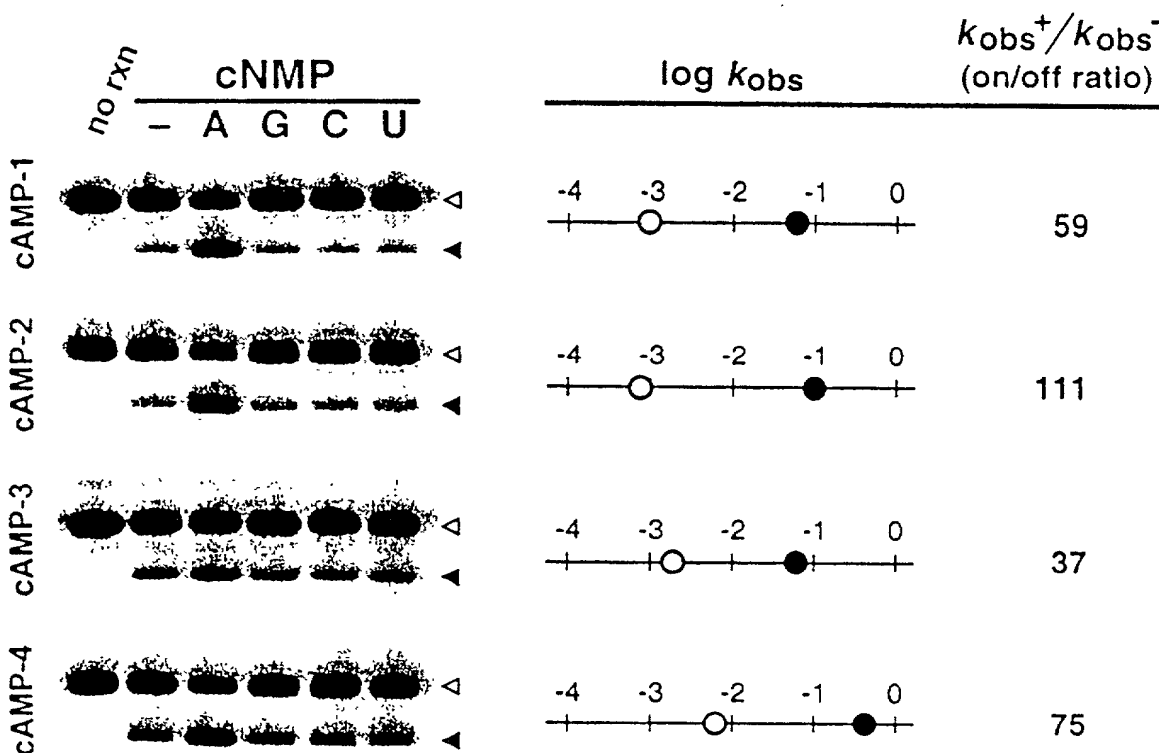 kobs+/kobs-
no rxn cNMP log kobs (on/off ratio)
– A G C U
cAMP-1 -4 -3 -2 -1 0 59
cAMP-2 -4 -3 -2 -1 0 111
cAMP-3 -4 -3 -2 -1 0 37
cAMP-4 -4 -3 -2 -1 0 75